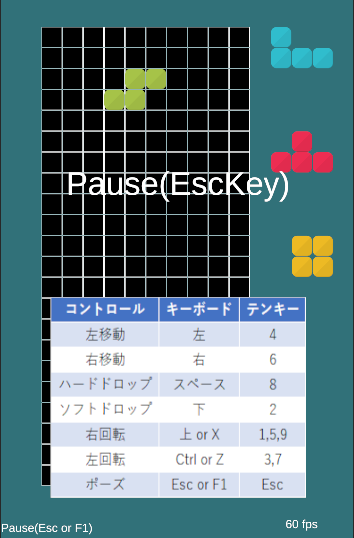 Pause(EscKey)
コントロール キーボード テンキー
左移動 左 4
右移動 右 6
ハードドロップ スペース 8
ソフトドロップ 下 2
右回転 上 or X 1,5,9
左回転 Ctrl or Z 3,7
ポーズ Esc or F1 Esc
Pause(Esc or F1) 60 fps